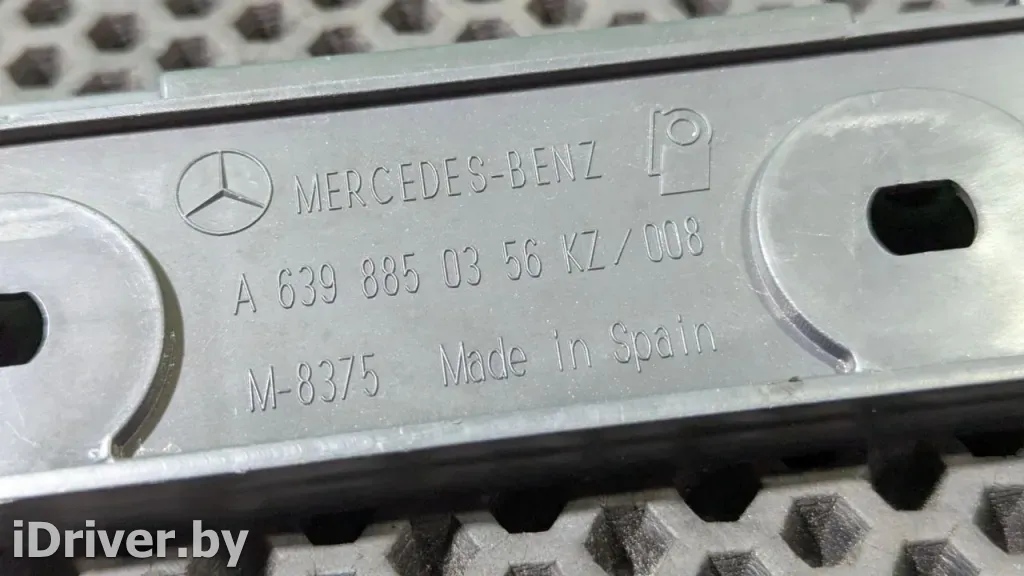 MERCEDES-BENZ
A 639 885 03 56 KZ/008
M-8375 Made in Spain
iDriver.by